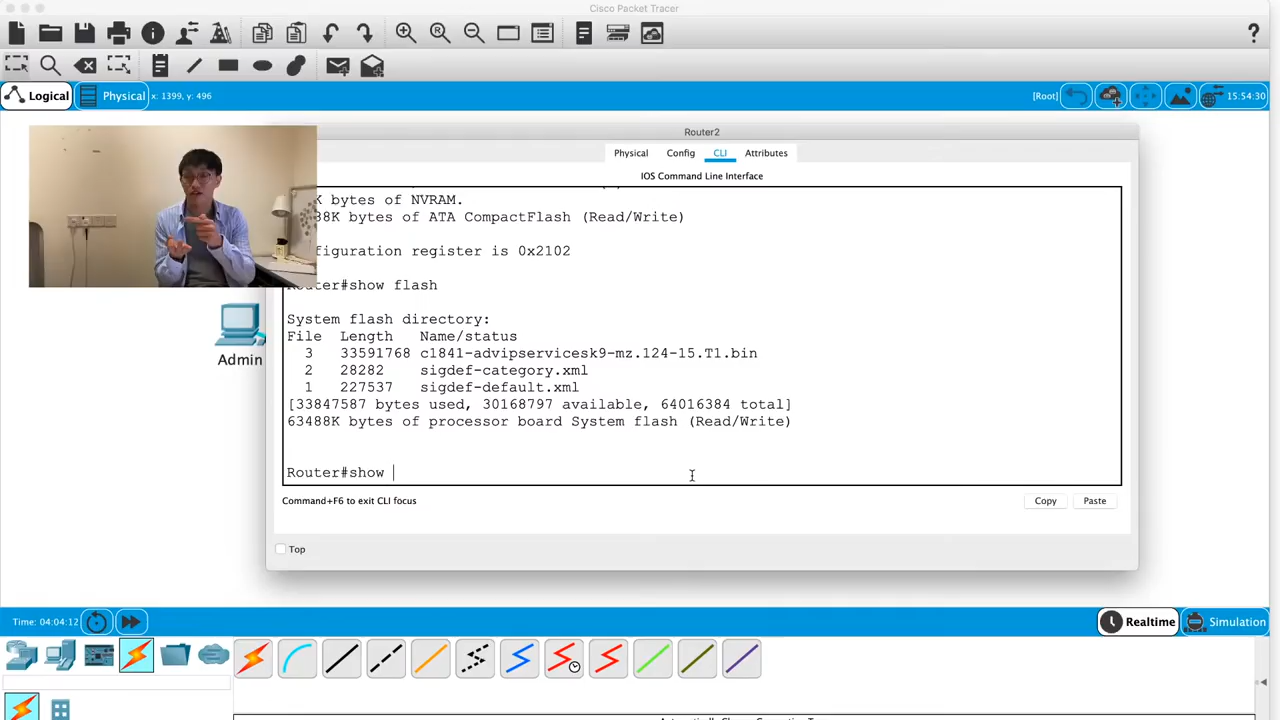 Cisco Packet Tracer
Logical
Physical
x: 1399, y: 496
[Root]
15.54.30
Router2
Physical Config CLI Attributes
IOS Command Line Interface
K bytes of NVRAM.
38K bytes of ATA CompactFlash (Read/Write)
figuration register is 0x2102
Router#show flash
System flash directory:
File Length Name/status
3 33591768 c1841-advipservicesk9-mz.124-15.T1.bin
2 28282 sigdef-category.xml
1 227537 sigdef-default.xml
[33847587 bytes used, 30168797 available, 64016384 total]
63488K bytes of processor board System flash (Read/Write)
Router#show
Command+F6 to exit CLI focus
Copy
Paste
Top
Admin
Time: 04:04:12
Realtime
Simulation